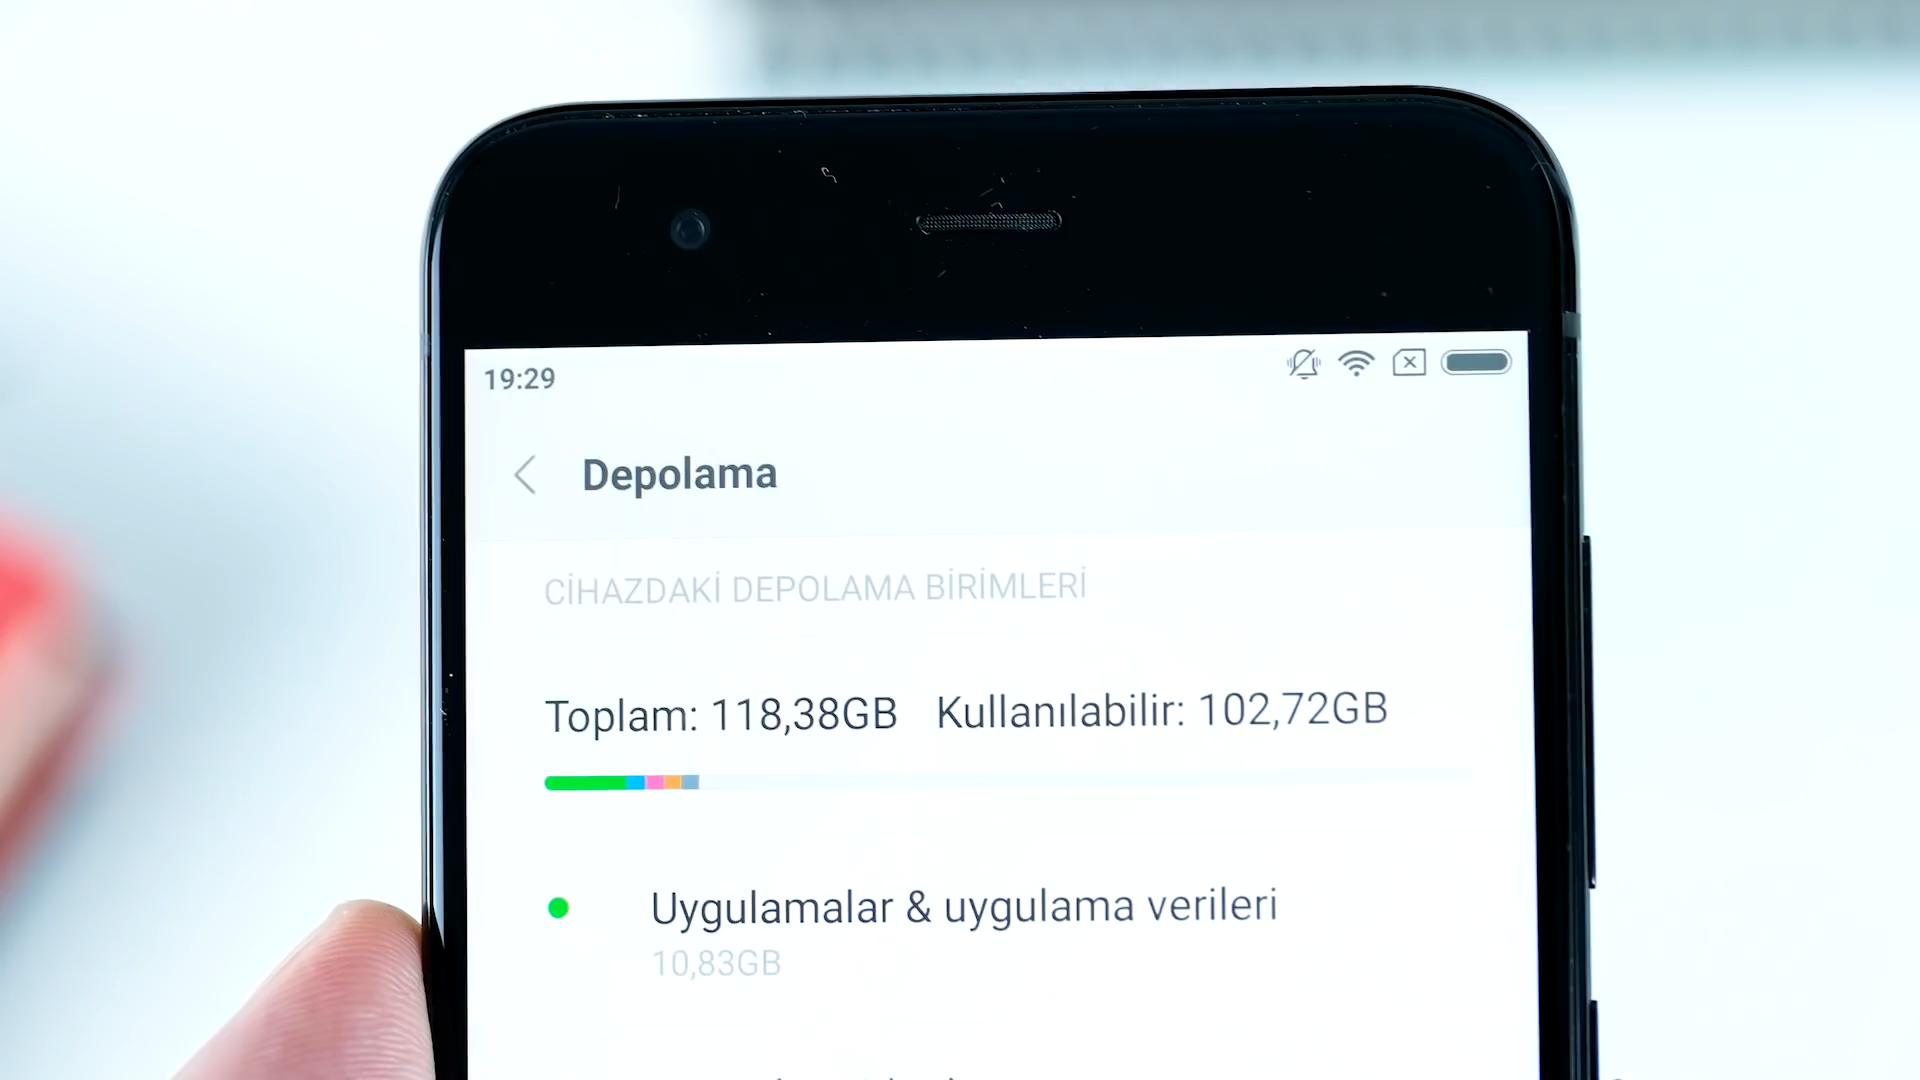 19:29
Depolama
CİHAZDAKİ DEPOLAMA BİRİMLERİ
Toplam: 118,38GB Kullanılabilir: 102,72GB
Uygulamalar & uygulama verileri
10,83GB